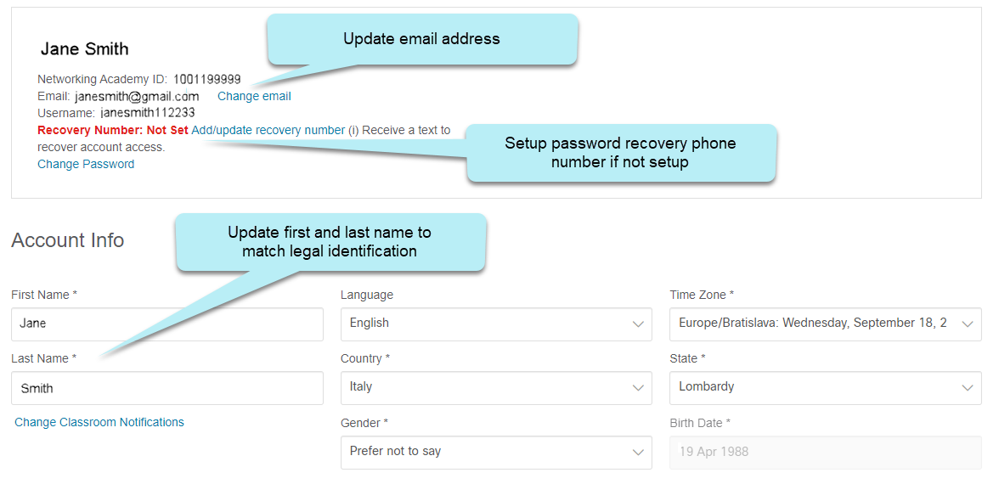 Update email address
Jane Smith
Networking Academy ID: 1001199999
Email: janesmith@gmail.com Change email
Username: janesmith112233
Recovery Number: Not Set Add/update recovery number (i) Receive a text to
recover account access.
Change Password
Setup password recovery phone
number if not setup
Account Info
Update first and last name to
match legal identification
First Name * Language Time Zone *
Jane English Europe/Bratislava: Wednesday, September 18, 2
Last Name * Country * State *
Smith Italy Lombardy
Change Classroom Notifications Gender * Birth Date *
Prefer not to say 19 Apr 1988